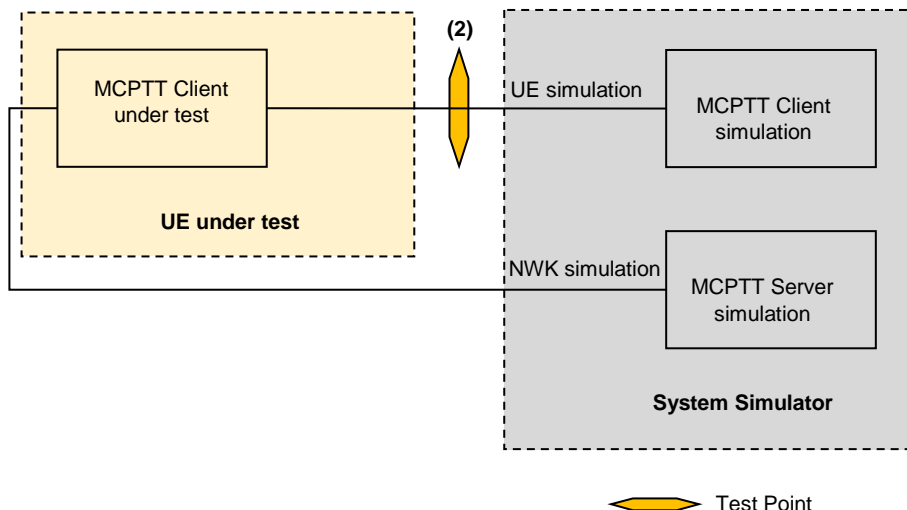 (2)
MCPTT Client
under test
UE simulation
MCPTT Client
simulation
UE under test
NWK simulation
MCPTT Server
simulation
System Simulator
Test Point